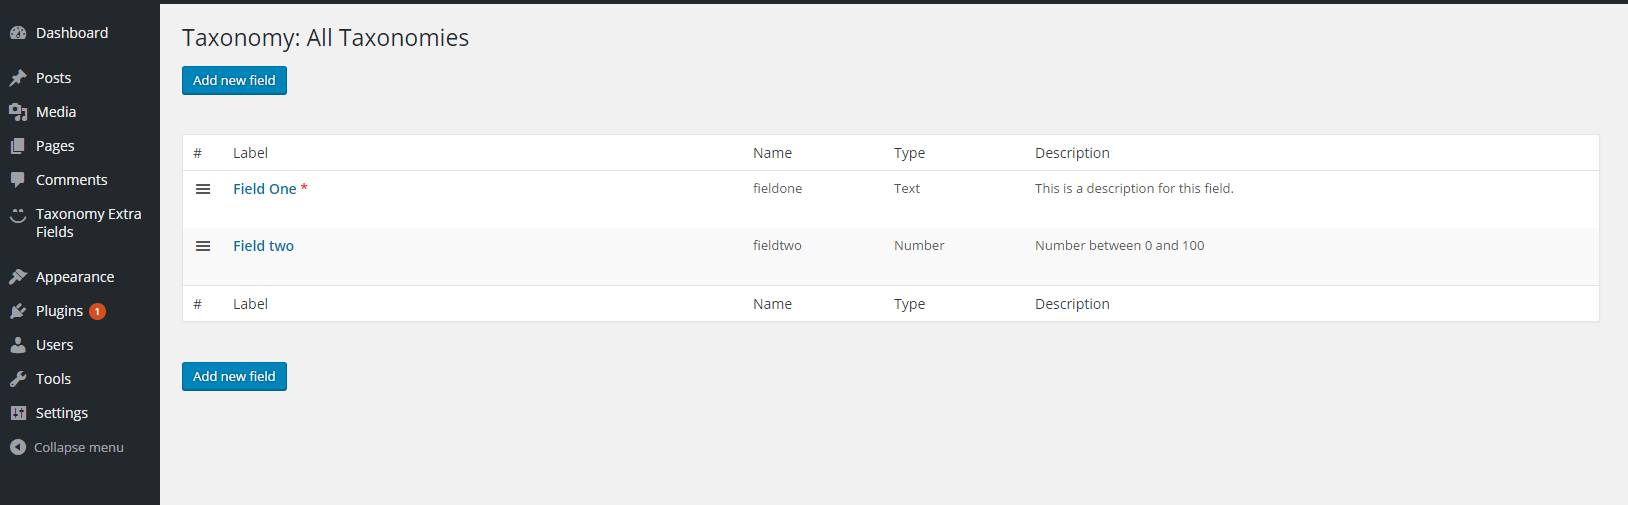 Dashboard
Posts
Media
Pages
Comments
Taxonomy Extra
Fields
Appearance
Plugins 1
Users
Tools
Settings
Collapse menu
Taxonomy: All Taxonomies
Add new field
# Label Name Type Description
Field One * fieldone Text This is a description for this field.
Field two fieldtwo Number Number between 0 and 100
# Label Name Type Description
Add new field